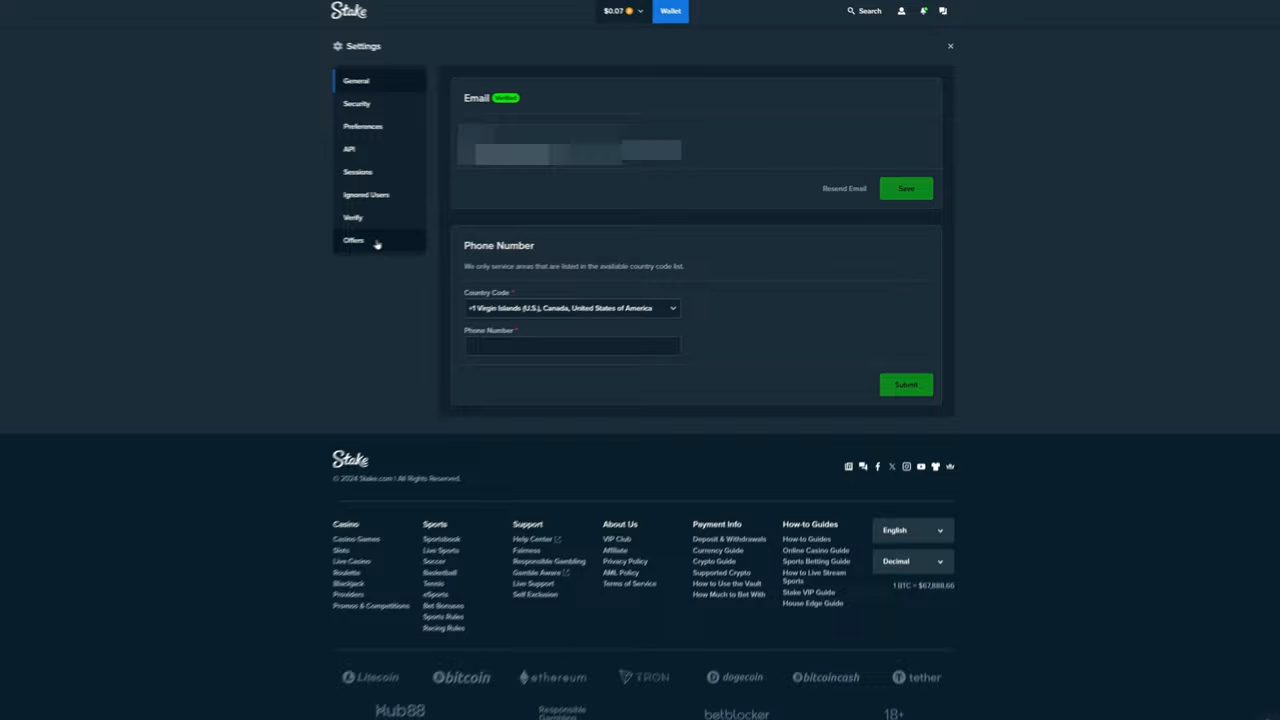 Stake
$0.07
Wallet
Search
Settings
General
Security
Preferences
API
Sessions
Ignored Users
Verify
Offers
Email Verified
Resend Email
Save
Phone Number
We only service areas that are listed in the available country code list.
Country Code *
+1 Virgin Islands (U.S.), Canada, United States of America
Phone Number *
Submit
Stake
© 2024 Stake.com | All Rights Reserved.
Casino
Casino Games
Slots
Live Casino
Roulette
Blackjack
Providers
Promos & Competitions
Sports
Sportsbook
Live Sports
Soccer
Basketball
Tennis
eSports
Bet Bonuses
Sports Rules
Racing Rules
Support
Help Center
Fairness
Responsible Gambling
Gamble Aware
Live Support
Self Exclusion
About Us
VIP Club
Affiliate
Privacy Policy
AML Policy
Terms of Service
Payment Info
Deposit & Withdrawals
Currency Guide
Crypto Guide
Supported Crypto
How to Use the Vault
How Much to Bet With
How-to Guides
How-to Guides
Online Casino Guide
Sports Betting Guide
How to Live Stream
Sports
Stake VIP Guide
House Edge Guide
English
Decimal
1 BTC = $67,888.66
Litecoin
bitcoin
ethereum
TRON
dogecoin
bitcoincash
tether
Hub88
Responsible
Gambling
betblocker
18+